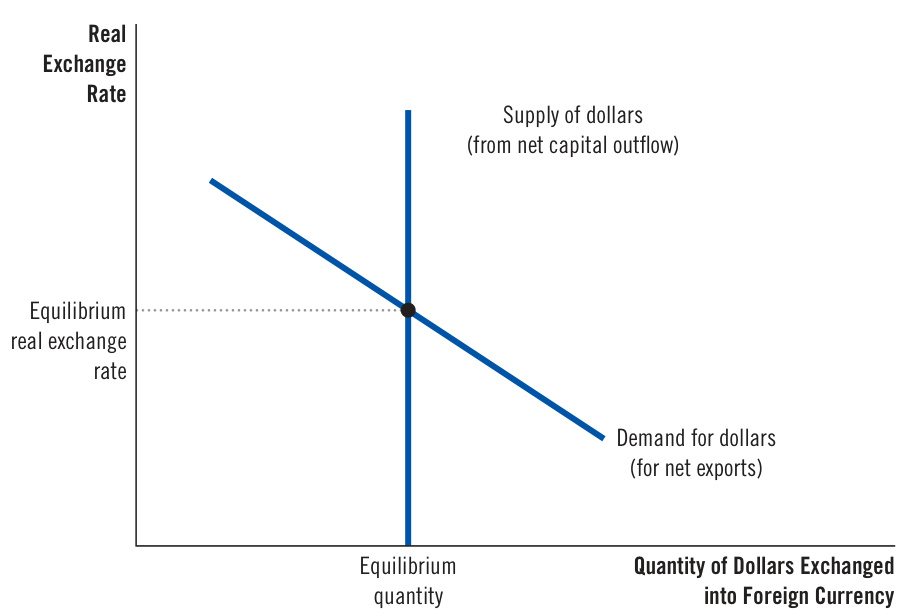 Real
Exchange
Rate
Supply of dollars
(from net capital outflow)
Equilibrium
real exchange
rate
Demand for dollars
(for net exports)
Equilibrium
quantity
Quantity of Dollars Exchanged
into Foreign Currency